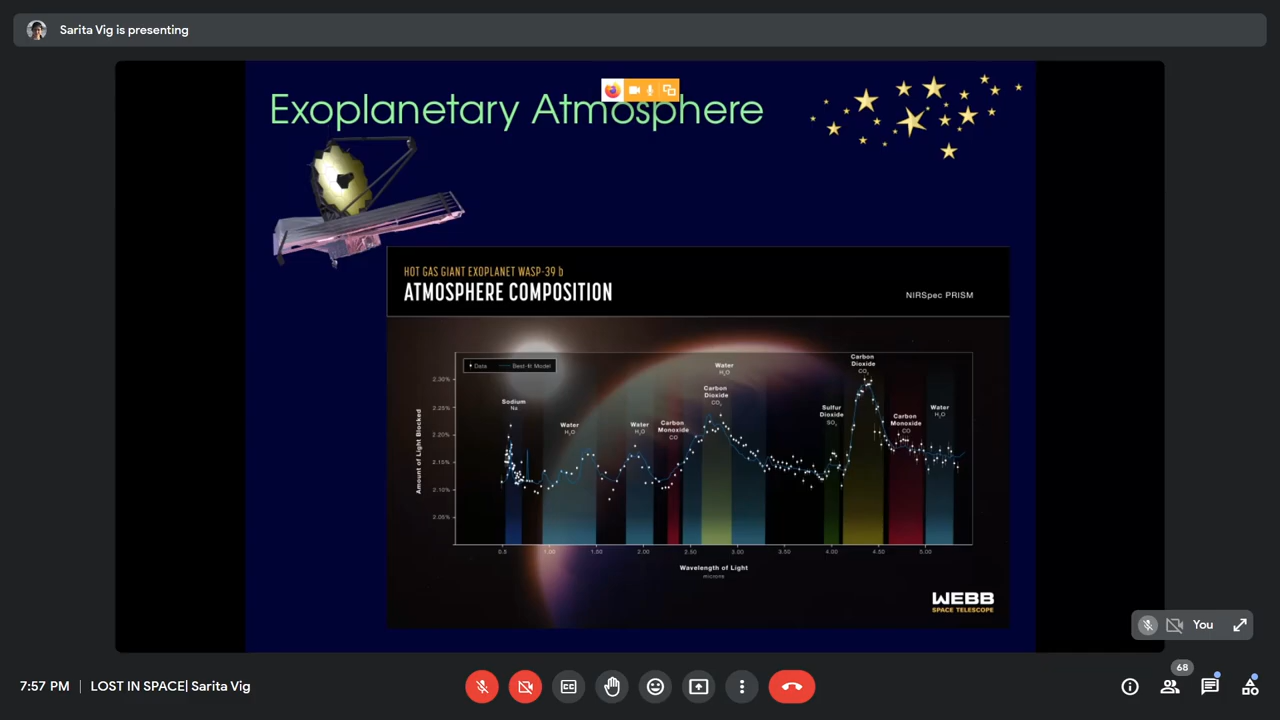 Sarita Vig is presenting
Exoplanetary Atmosphere
HOT GAS GIANT EXOPLANET WASP-39 b
ATMOSPHERE COMPOSITION
NIRSpec PRISM
Data
Best-fit Model
Amount of Light Blocked
2.30%
2.25%
2.20%
2.15%
2.10%
2.05%
Sodium
Na
Water
H₂O
Water
H₂O
Carbon
Monoxide
CO
Water
H₂O
Carbon
Dioxide
CO₂
Sulfur
Dioxide
SO₂
Carbon
Dioxide
CO₂
Carbon
Monoxide
CO
Water
H₂O
0.5 1.00 1.50 2.00 2.50 3.00 3.50 4.00 4.50 5.00
Wavelength of Light
microns
WEBB
SPACE TELESCOPE
You
68
7:57 PM | LOST IN SPACE| Sarita Vig